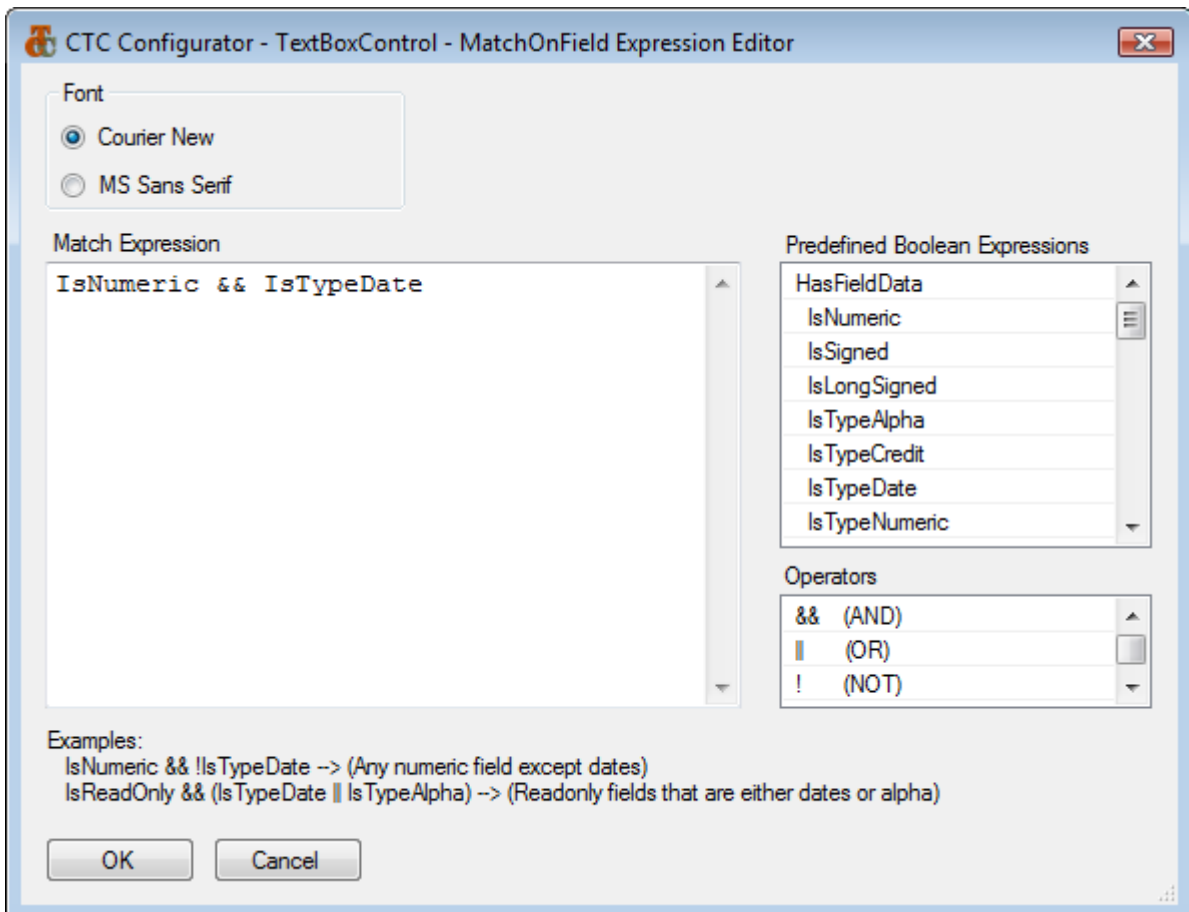 CTC Configurator - TextBoxControl - MatchOnField Expression Editor
Font
Courier New
MS Sans Serif
Match Expression
IsNumeric && IsTypeDate
Predefined Boolean Expressions
HasFieldData
IsNumeric
IsSigned
IsLongSigned
IsTypeAlpha
IsTypeCredit
IsTypeDate
IsTypeNumeric
Operators
&& (AND)
|| (OR)
! (NOT)
Examples:
IsNumeric && !IsTypeDate --> (Any numeric field except dates)
IsReadOnly && (IsTypeDate || IsTypeAlpha) --> (Readonly fields that are either dates or alpha)
OK Cancel